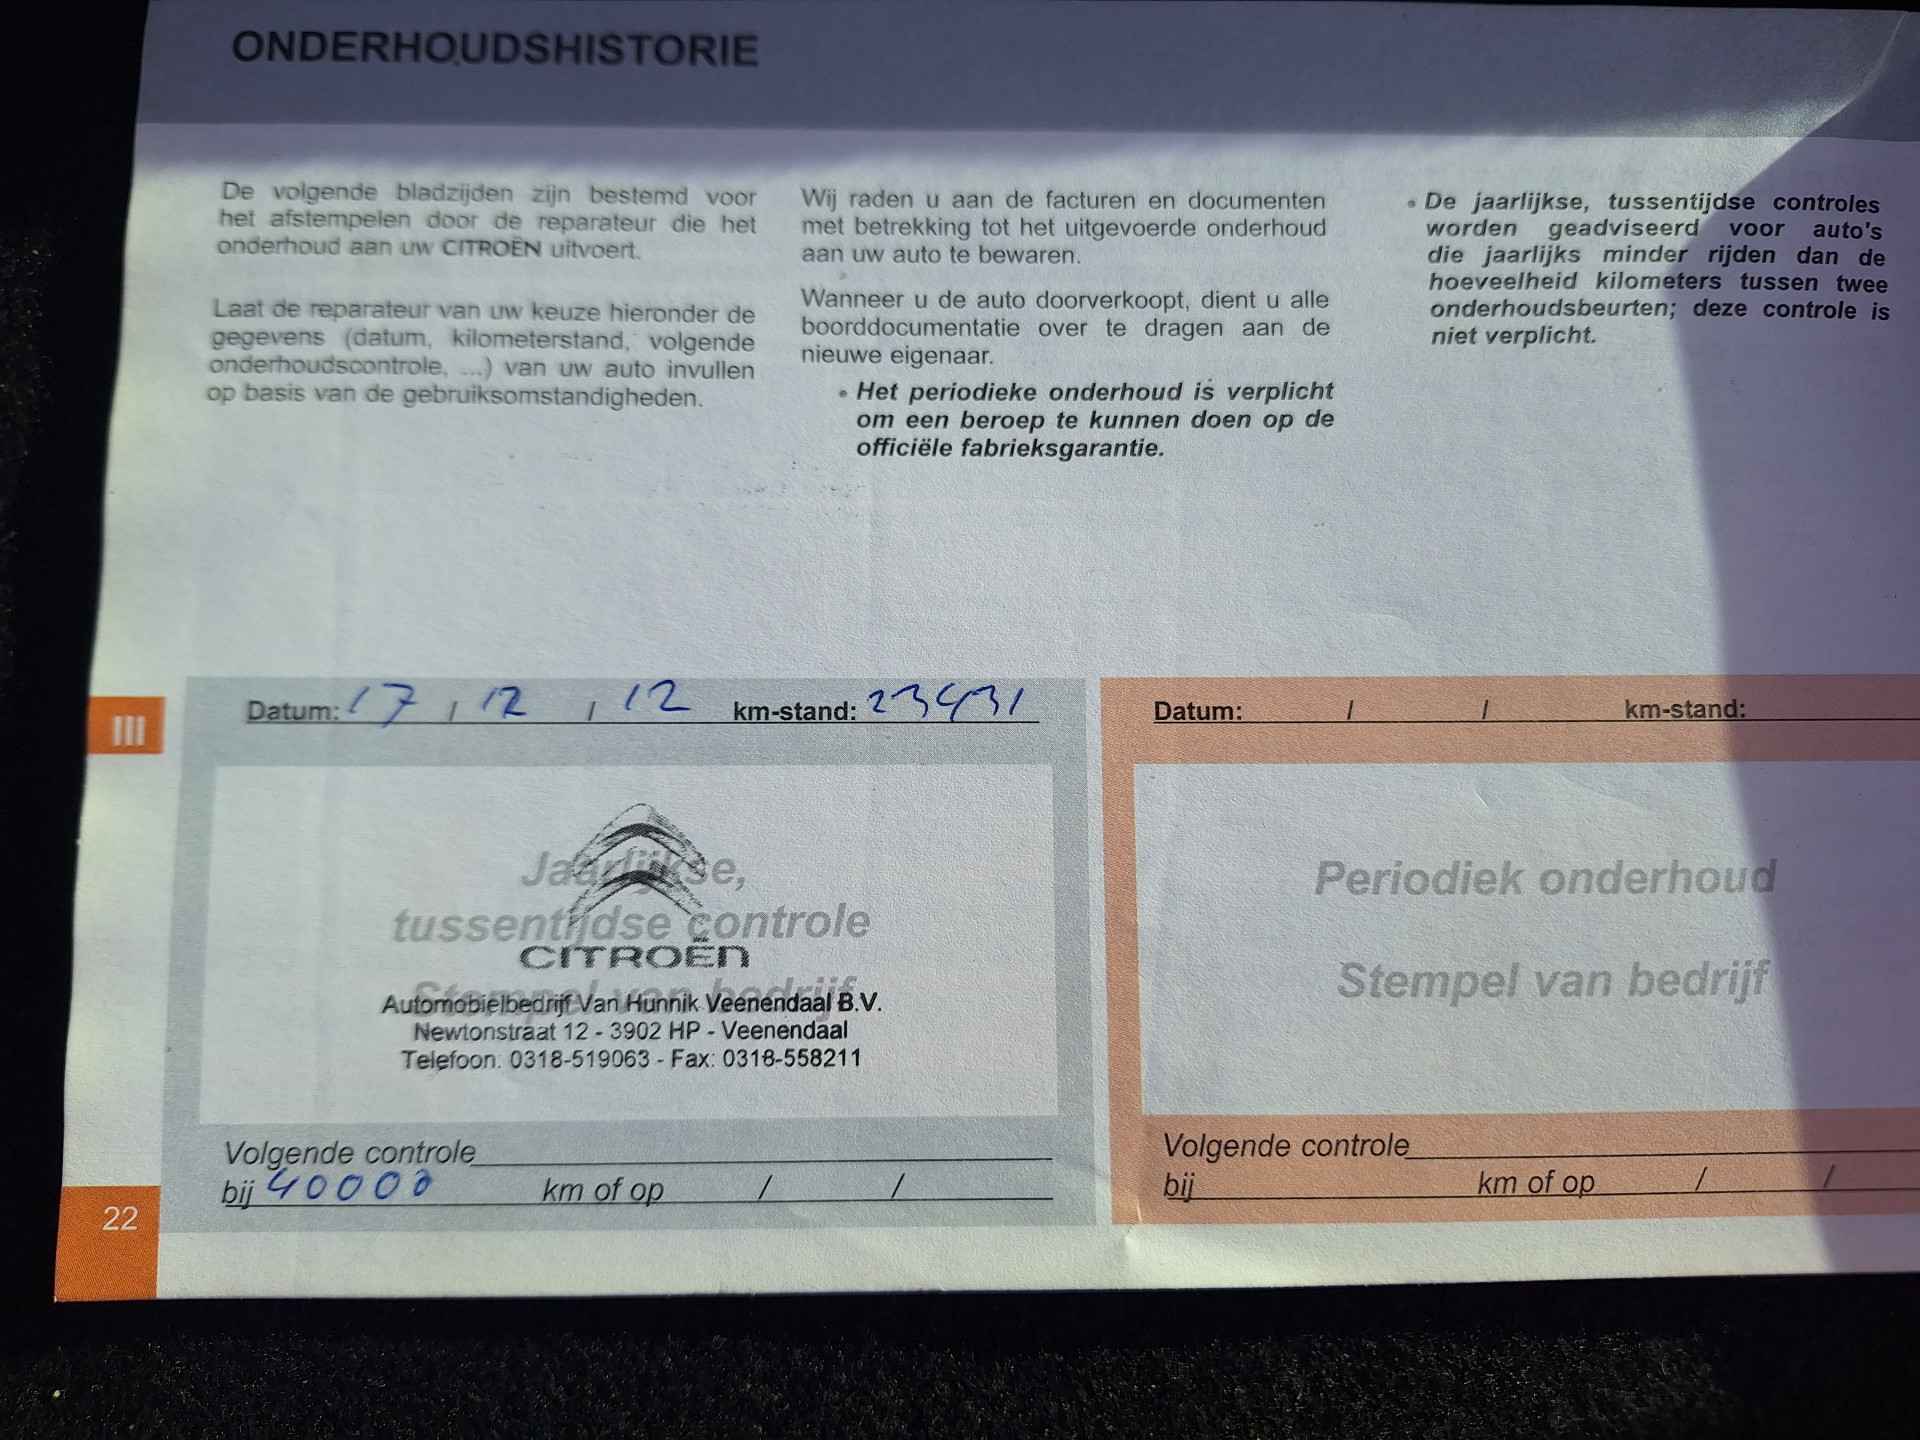 ONDERHOUDSHISTORIE
De volgende bladzijden zijn bestemd voor
het afstempelen door de reparateur die het
onderhoud aan uw CITROËN uitvoert.
Laat de reparateur van uw keuze hieronder de
gegevens (datum, kilometerstand, volgende
onderhoudscontrole, ...) van uw auto invullen
op basis van de gebruiksomstandigheden.
Wij raden u aan de facturen en documenten
met betrekking tot het uitgevoerde onderhoud
aan uw auto te bewaren.
Wanneer u de auto doorverkoopt, dient u alle
boorddocumentatie over te dragen aan de
nieuwe eigenaar.
• Het periodieke onderhoud is verplicht
om een beroep te kunnen doen op de
officiële fabrieksgarantie.
• De jaarlijkse, tussentijdse controles
worden geadviseerd voor auto's
die jaarlijks minder rijden dan de
hoeveelheid kilometers tussen twee
onderhoudsbeurten; deze controle is
niet verplicht.
III
Datum: 17 / 12 / 12 km-stand: 23431
Jaarlijkse,
tussentijdse controle
Stempel van bedrijf
CITROËN
Automobielbedrijf Van Hunnik Veenendaal B.V.
Newtonstraat 12 - 3902 HP - Veenendaal
Telefoon: 0318-519063 - Fax: 0318-558211
Volgende controle
bij 40000 km of op / /
Datum: / / km-stand:
Periodiek onderhoud
Stempel van bedrijf
Volgende controle
bij km of op / /
22